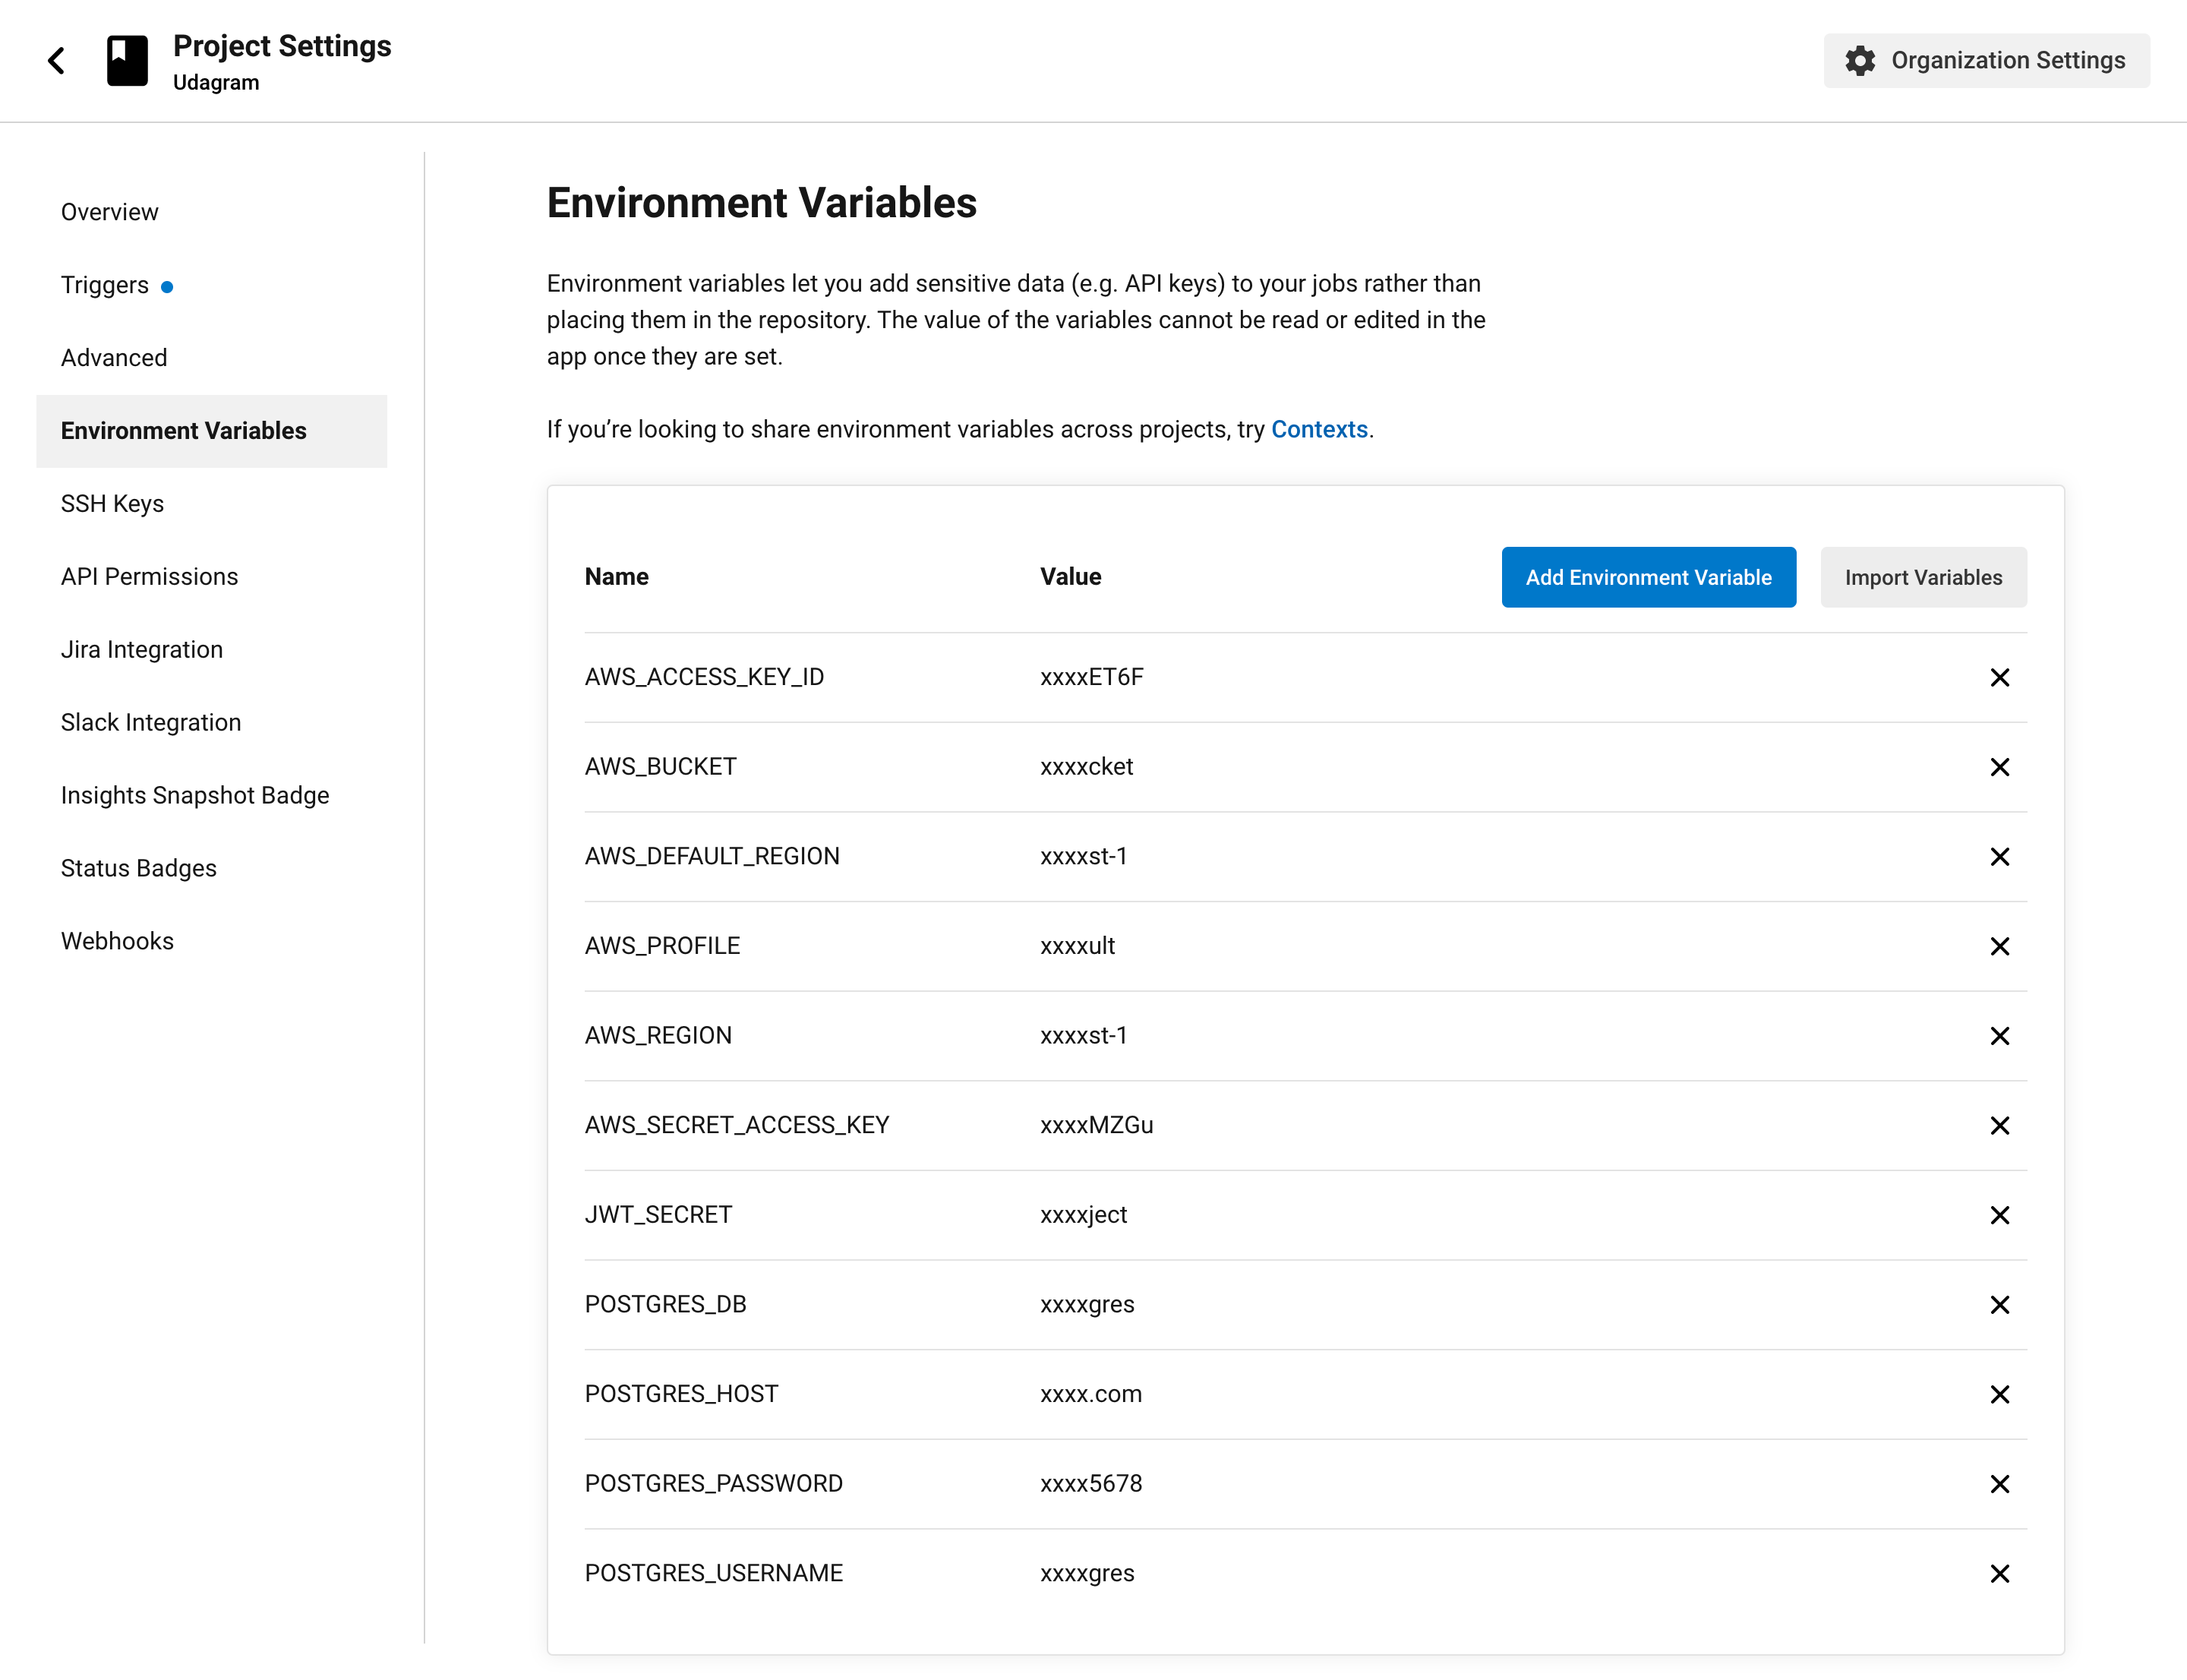 Project Settings
Udagram
Organization Settings
Overview
Triggers
Advanced
Environment Variables
SSH Keys
API Permissions
Jira Integration
Slack Integration
Insights Snapshot Badge
Status Badges
Webhooks
Environment Variables
Environment variables let you add sensitive data (e.g. API keys) to your jobs rather than
placing them in the repository. The value of the variables cannot be read or edited in the
app once they are set.
If you’re looking to share environment variables across projects, try Contexts.
Name Value Add Environment Variable Import Variables
AWS_ACCESS_KEY_ID xxxxET6F
AWS_BUCKET xxxxcket
AWS_DEFAULT_REGION xxxxst-1
AWS_PROFILE xxxxult
AWS_REGION xxxxst-1
AWS_SECRET_ACCESS_KEY xxxxMZGu
JWT_SECRET xxxxject
POSTGRES_DB xxxxgres
POSTGRES_HOST xxxx.com
POSTGRES_PASSWORD xxxx5678
POSTGRES_USERNAME xxxxgres